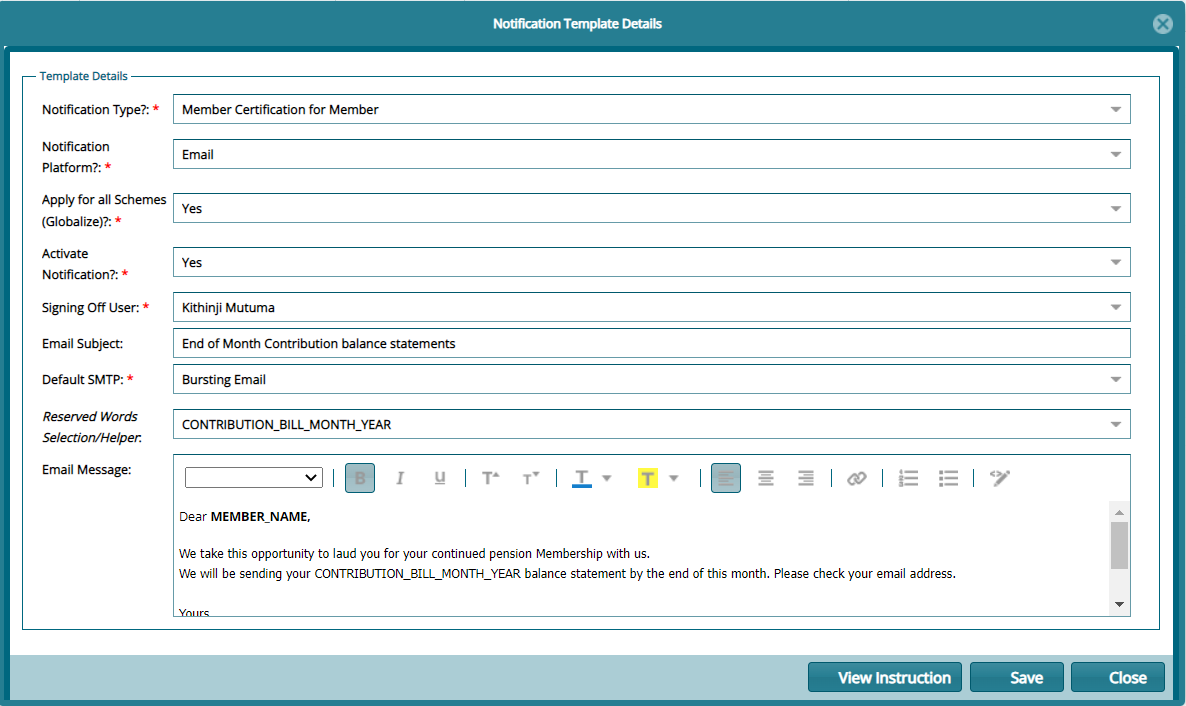 Notification Template Details
Template Details
Notification Type?: * Member Certification for Member
Notification
Platform?: * Email
Apply for all Schemes
(Globalize)?: * Yes
Activate
Notification?: * Yes
Signing Off User: * Kithinji Mutuma
Email Subject: End of Month Contribution balance statements
Default SMTP: * Bursting Email
Reserved Words
Selection/Helper: CONTRIBUTION_BILL_MONTH_YEAR
Email Message:
B I U T T T T
Dear MEMBER_NAME,
We take this opportunity to laud you for your continued pension Membership with us.
We will be sending your CONTRIBUTION_BILL_MONTH_YEAR balance statement by the end of this month. Please check your email address.
Yours
View Instruction Save Close